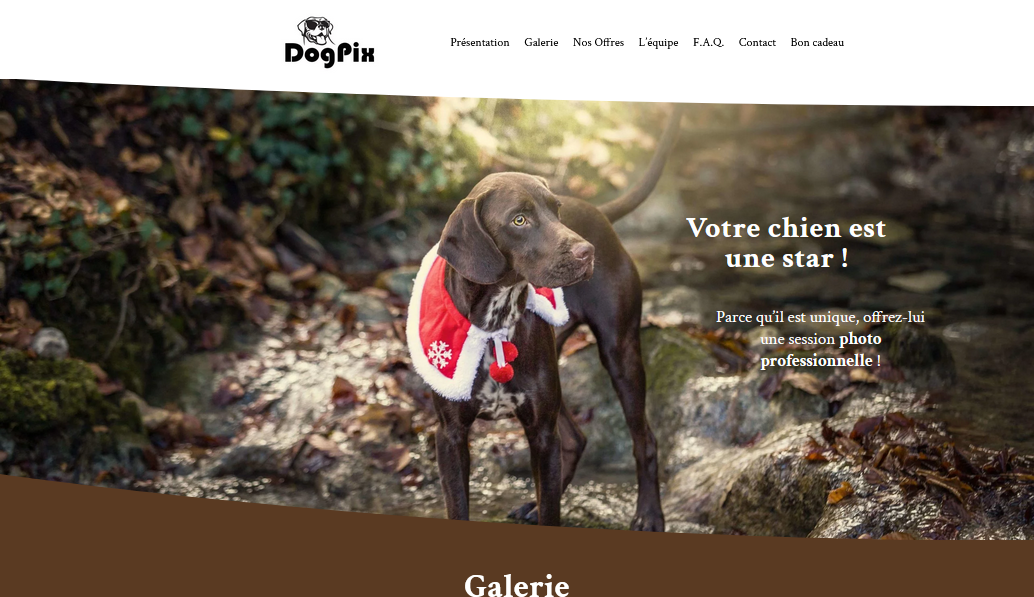 DogPix
Présentation Galerie Nos Offres L'équipe F.A.Q. Contact Bon cadeau
Votre chien est
une star !
Parce qu'il est unique, offrez-lui
une session photo
professionnelle !
Galerie